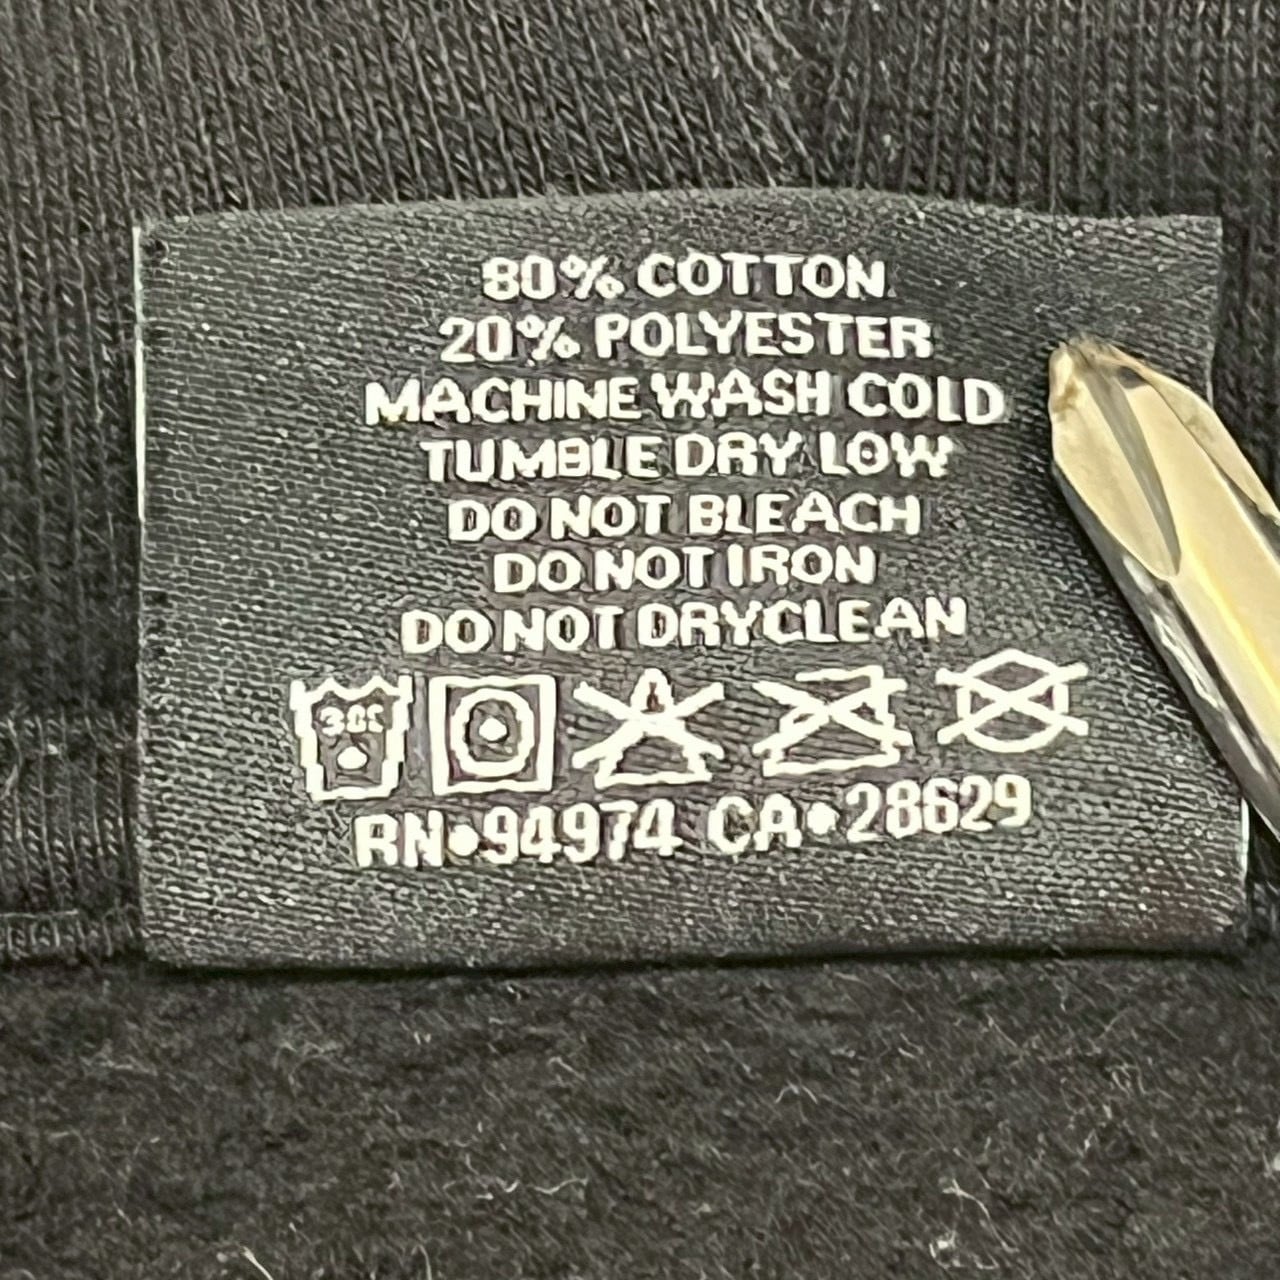 80% COTTON
20% POLYESTER
MACHINE WASH COLD
TUMBLE DRY LOW
DO NOT BLEACH
DO NOT IRON
DO NOT DRYCLEAN
30C
RN•94974 CA•28629